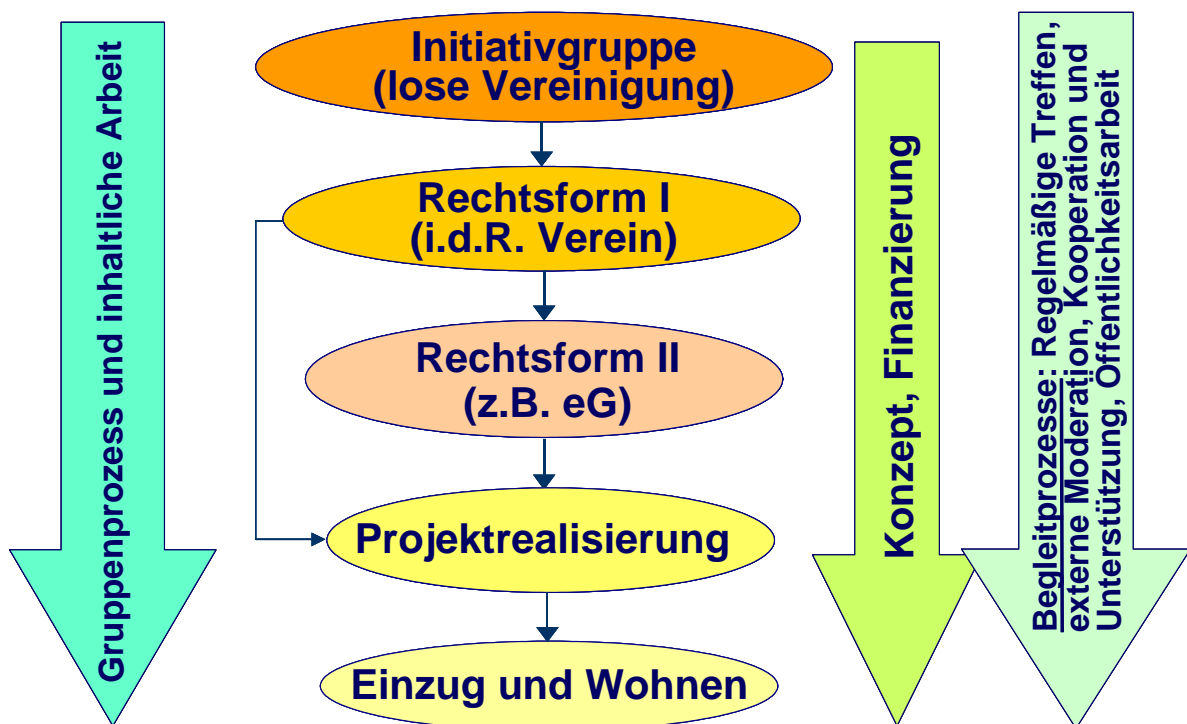 Gruppenprozess und inhaltliche Arbeit
Initiativgruppe
(lose Vereinigung)
Rechtsform I
(i.d.R. Verein)
Rechtsform II
(z.B. eG)
Projektrealisierung
Einzug und Wohnen
Konzept, Finanzierung
Begleitprozesse: Regelmäßige Treffen,
externe Moderation, Kooperation und
Unterstützung, Öffentlichkeitsarbeit